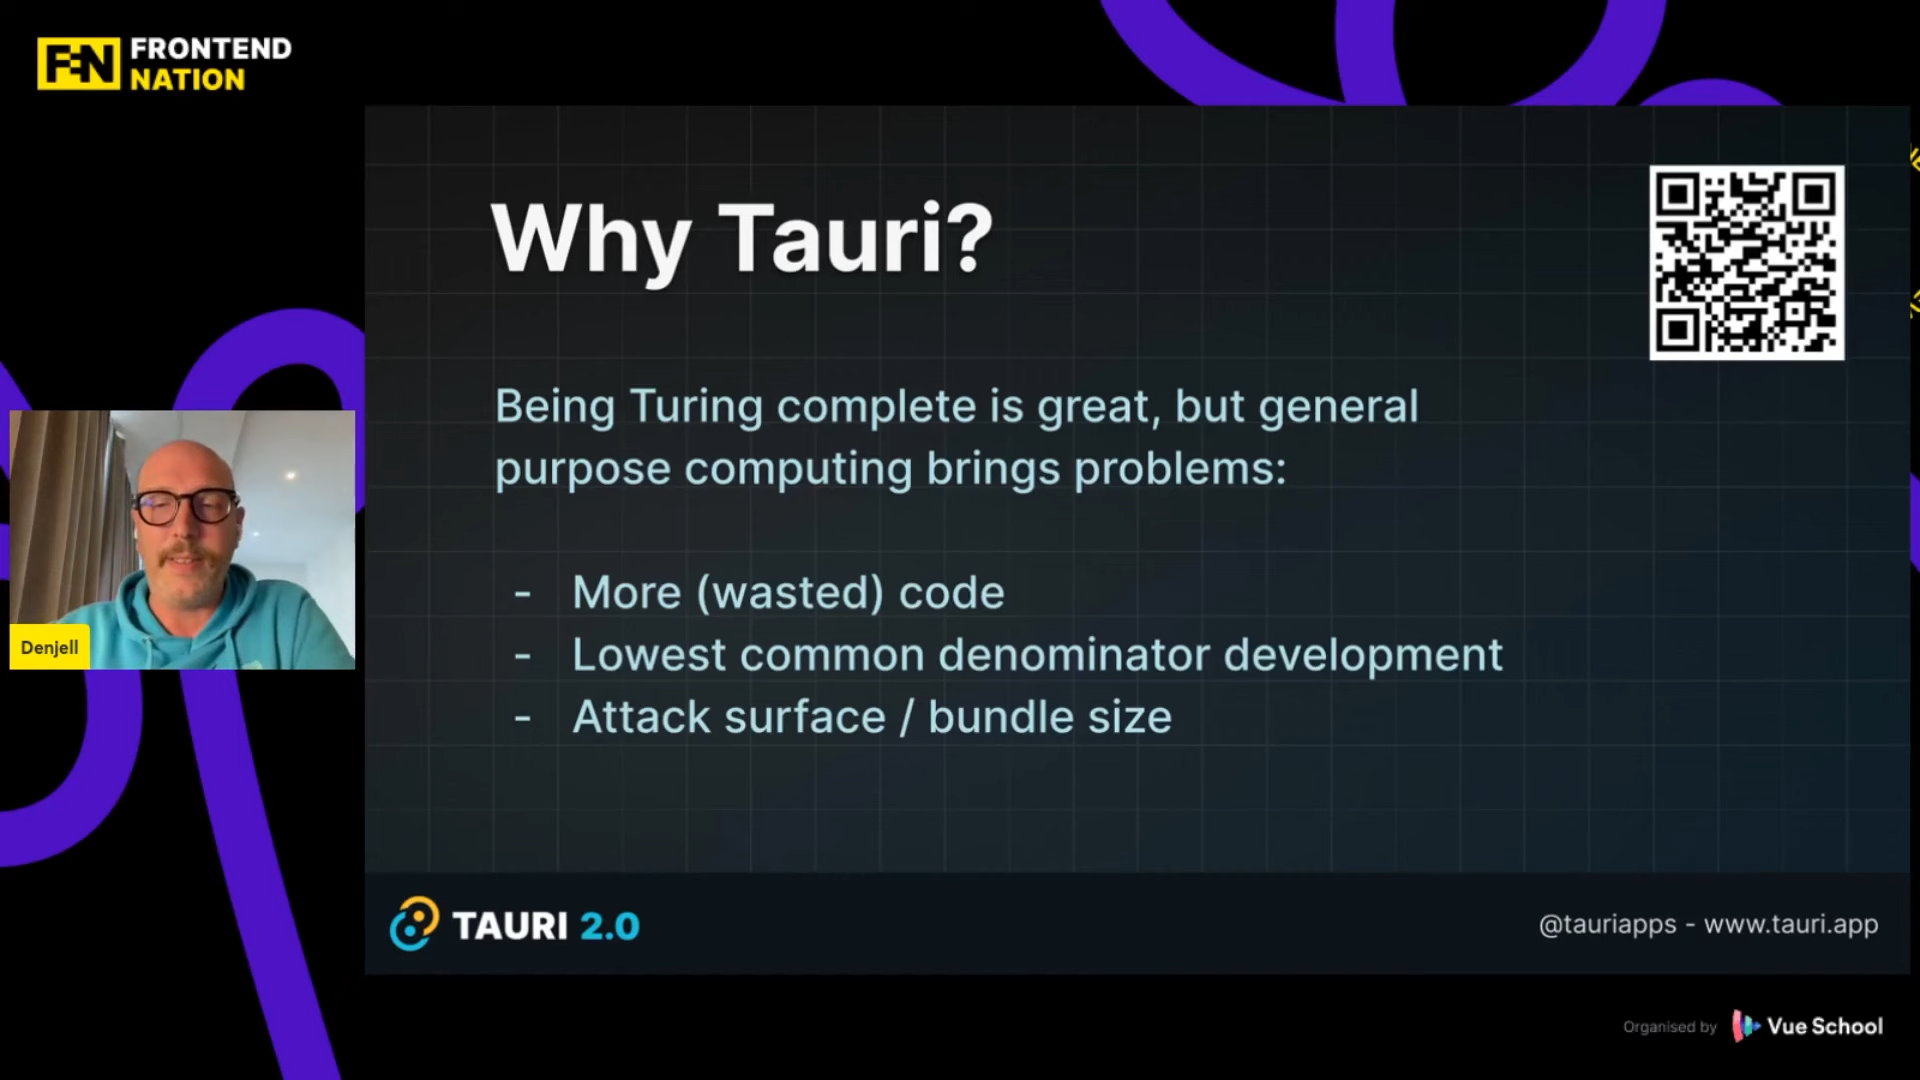 FEN FRONTEND
NATION
Why Tauri?
Being Turing complete is great, but general
purpose computing brings problems:
- More (wasted) code
- Lowest common denominator development
- Attack surface / bundle size
Denjell
TAURI 2.0
@tauriapps - www.tauri.app
Organised by Vue School